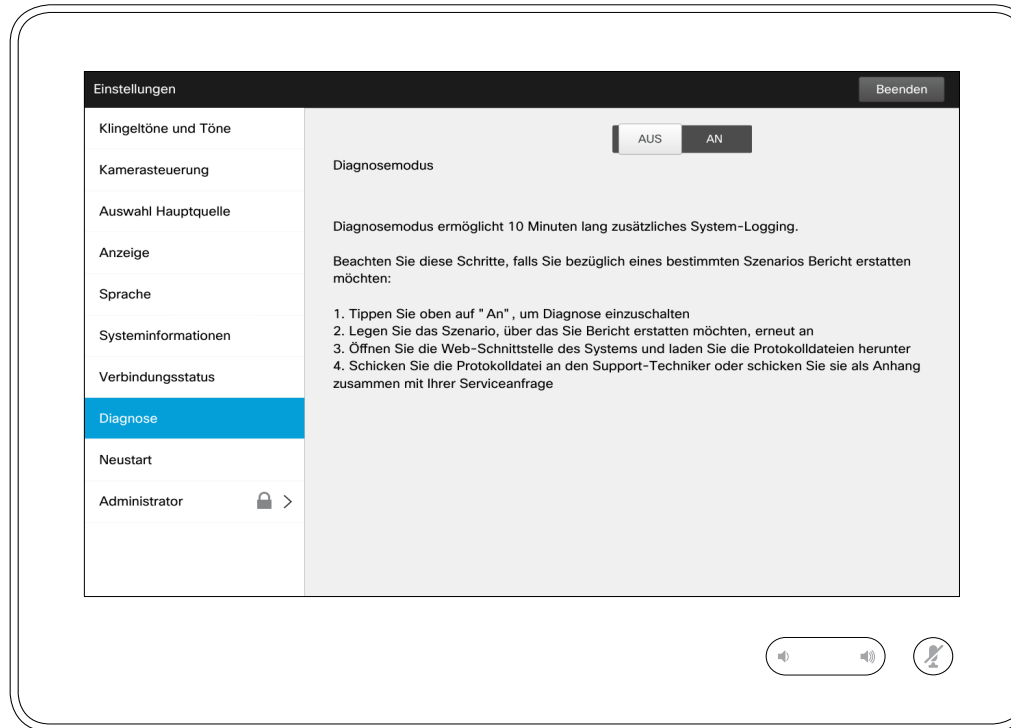 Einstellungen
Beenden
Klingeltöne und Töne
Kamerasteuerung
Auswahl Hauptquelle
Anzeige
Sprache
Systeminformationen
Verbindungsstatus
Diagnose
Neustart
Administrator
AUS AN
Diagnosemodus
Diagnosemodus ermöglicht 10 Minuten lang zusätzliches System-Logging.
Beachten Sie diese Schritte, falls Sie bezüglich eines bestimmten Szenarios Bericht erstatten
möchten:
1. Tippen Sie oben auf "An", um Diagnose einzuschalten
2. Legen Sie das Szenario, über das Sie Bericht erstatten möchten, erneut an
3. Öffnen Sie die Web-Schnittstelle des Systems und laden Sie die Protokolldateien herunter
4. Schicken Sie die Protokolldatei an den Support-Techniker oder schicken Sie sie als Anhang
zusammen mit Ihrer Serviceanfrage